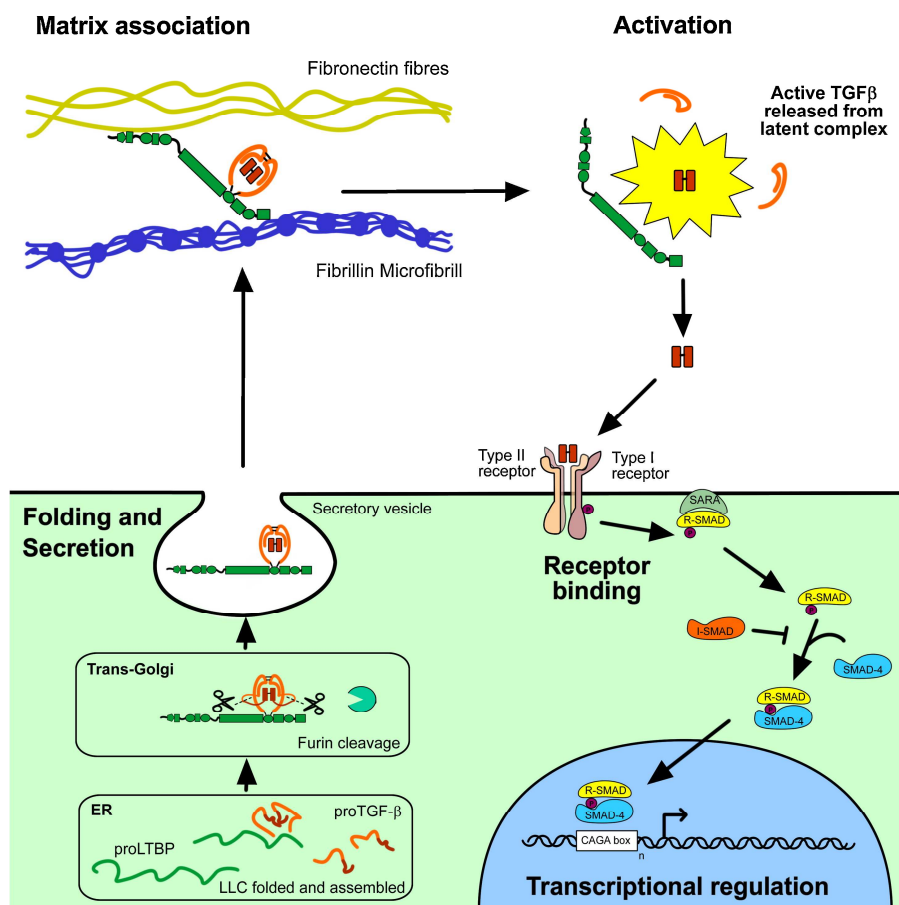 Matrix association
Fibronectin fibres
Fibrillin Microfibrill
Activation
Active TGFβ
released from
latent complex
Type II
receptor
Type I
receptor
P
SARA
R-SMAD
P
Receptor
binding
R-SMAD
P
I-SMAD
SMAD-4
R-SMAD
P
SMAD-4
Folding and
Secretion
Secretory vesicle
Trans-Golgi
Furin cleavage
ER
proTGF-β
proLTBP
LLC folded and assembled
R-SMAD
P
SMAD-4
CAGA box
n
Transcriptional regulation